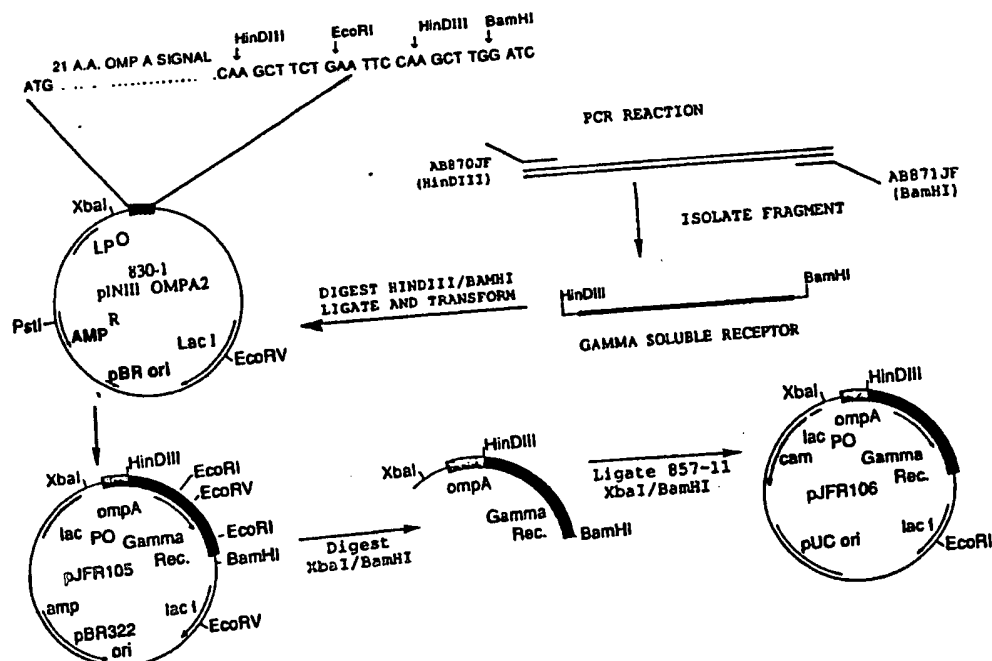 HinDIII
EcoRI
HinDIII
BamHI
21 A.A. OMP A SIGNAL
ATG . .. . ............... .CAA GCT TCT GAA TTC CAA GCT TGG ATC
PCR REACTION
AB870JF
(HinDIII)
AB871JF
(BamHI)
ISOLATE FRAGMENT
XbaI
LPO
830-1
pINIII OMPA2
PstI
AMP R
Lac I
pBR ori
EcoRV
DIGEST HINDIII/BAMHI
LIGATE AND TRANSFORM
HinDIII
BamHI
GAMMA SOLUBLE RECEPTOR
XbaI
HinDIII
EcoRI
EcoRV
ompA
lac PO
Gamma
Rec.
EcoRI
BamHI
pJFR105
amp
lac I
pBR322
ori
EcoRV
Digest
XbaI/BamHI
XbaI
HinDIII
ompA
Gamma
Rec.
BamHI
Ligate 857-11
XbaI/BamHI
XbaI
HinDIII
ompA
lac PO
cam
Gamma
Rec.
pJFR106
lac I
pUC ori
EcoRI